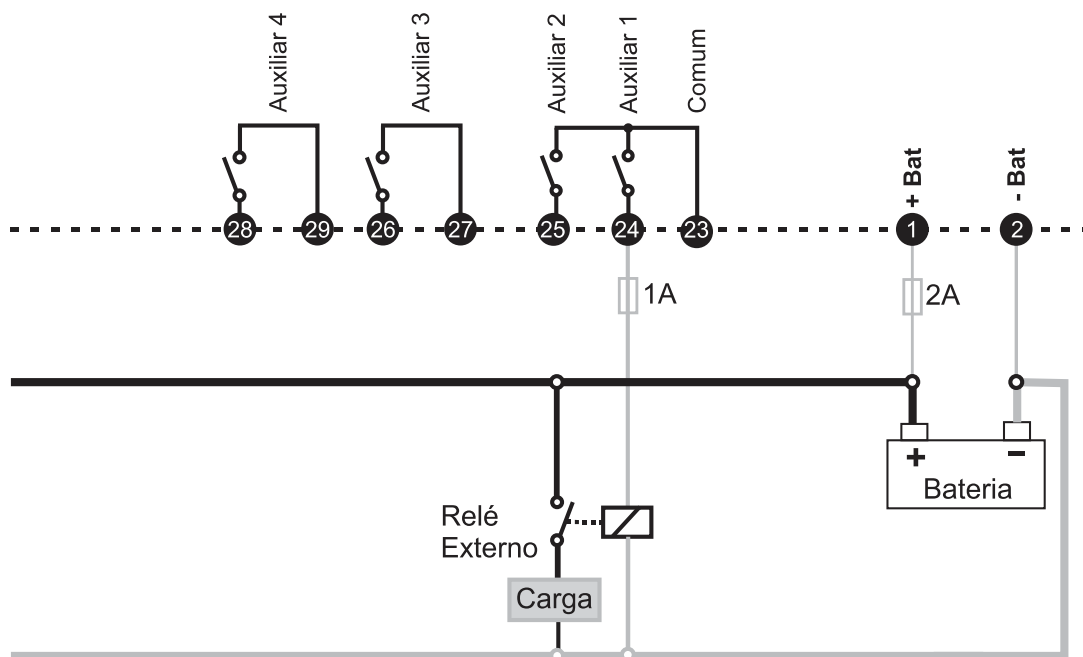 Auxiliar 4
Auxiliar 3
Auxiliar 2
Auxiliar 1
Comum
+ Bat
- Bat
28
29
26
27
25
24
23
1
2
1A
2A
+
−
Bateria
Relé
Externo
Carga